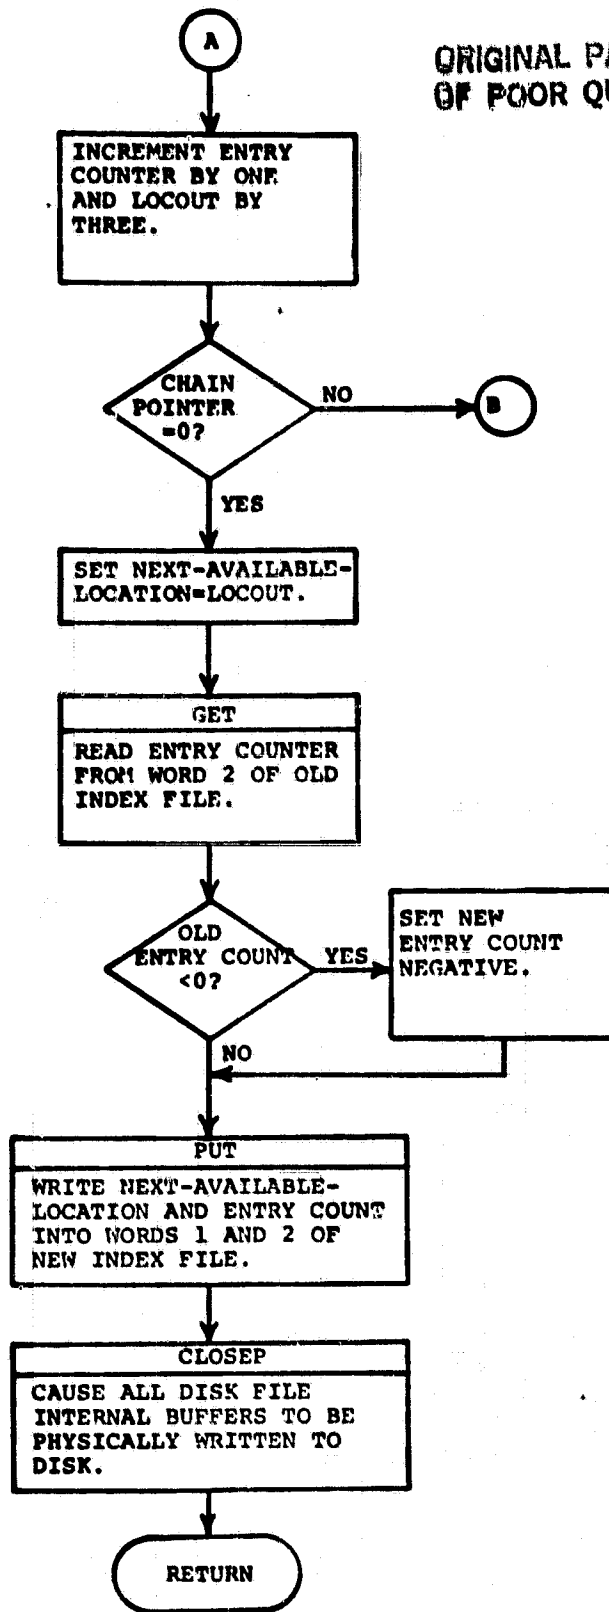 A
ORIGINAL PA
OF POOR QU
INCREMENT ENTRY
COUNTER BY ONE
AND LOCOUT BY
THREE.
CHAIN
POINTER
=0?
NO
B
YES
SET NEXT-AVAILABLE-
LOCATION=LOCOUT.
GET
READ ENTRY COUNTER
FROM WORD 2 OF OLD
INDEX FILE.
OLD
ENTRY COUNT
<0?
YES
SET NEW
ENTRY COUNT
NEGATIVE.
NO
PUT
WRITE NEXT-AVAILABLE-
LOCATION AND ENTRY COUNT
INTO WORDS 1 AND 2 OF
NEW INDEX FILE.
CLOSEP
CAUSE ALL DISK FILE
INTERNAL BUFFERS TO BE
PHYSICALLY WRITTEN TO
DISK.
RETURN